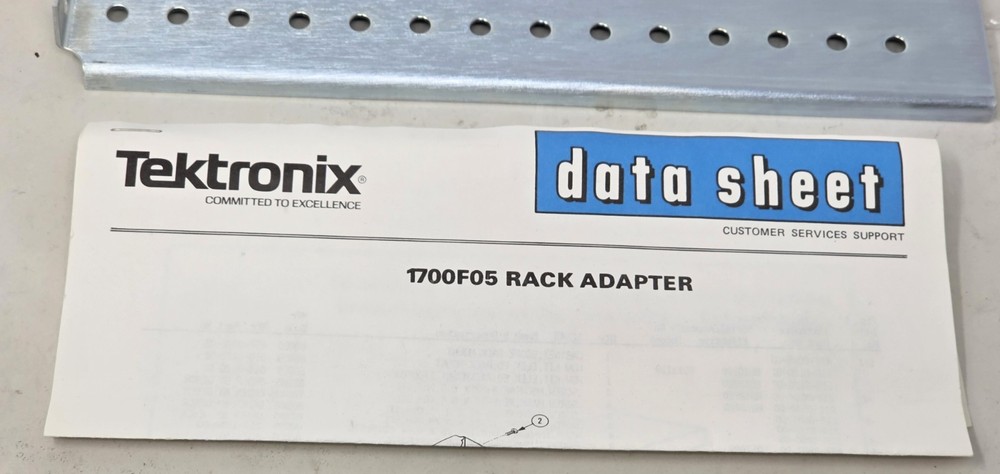 Tektronix®
COMMITTED TO EXCELLENCE
data sheet
CUSTOMER SERVICES SUPPORT
1700F05 RACK ADAPTER
2